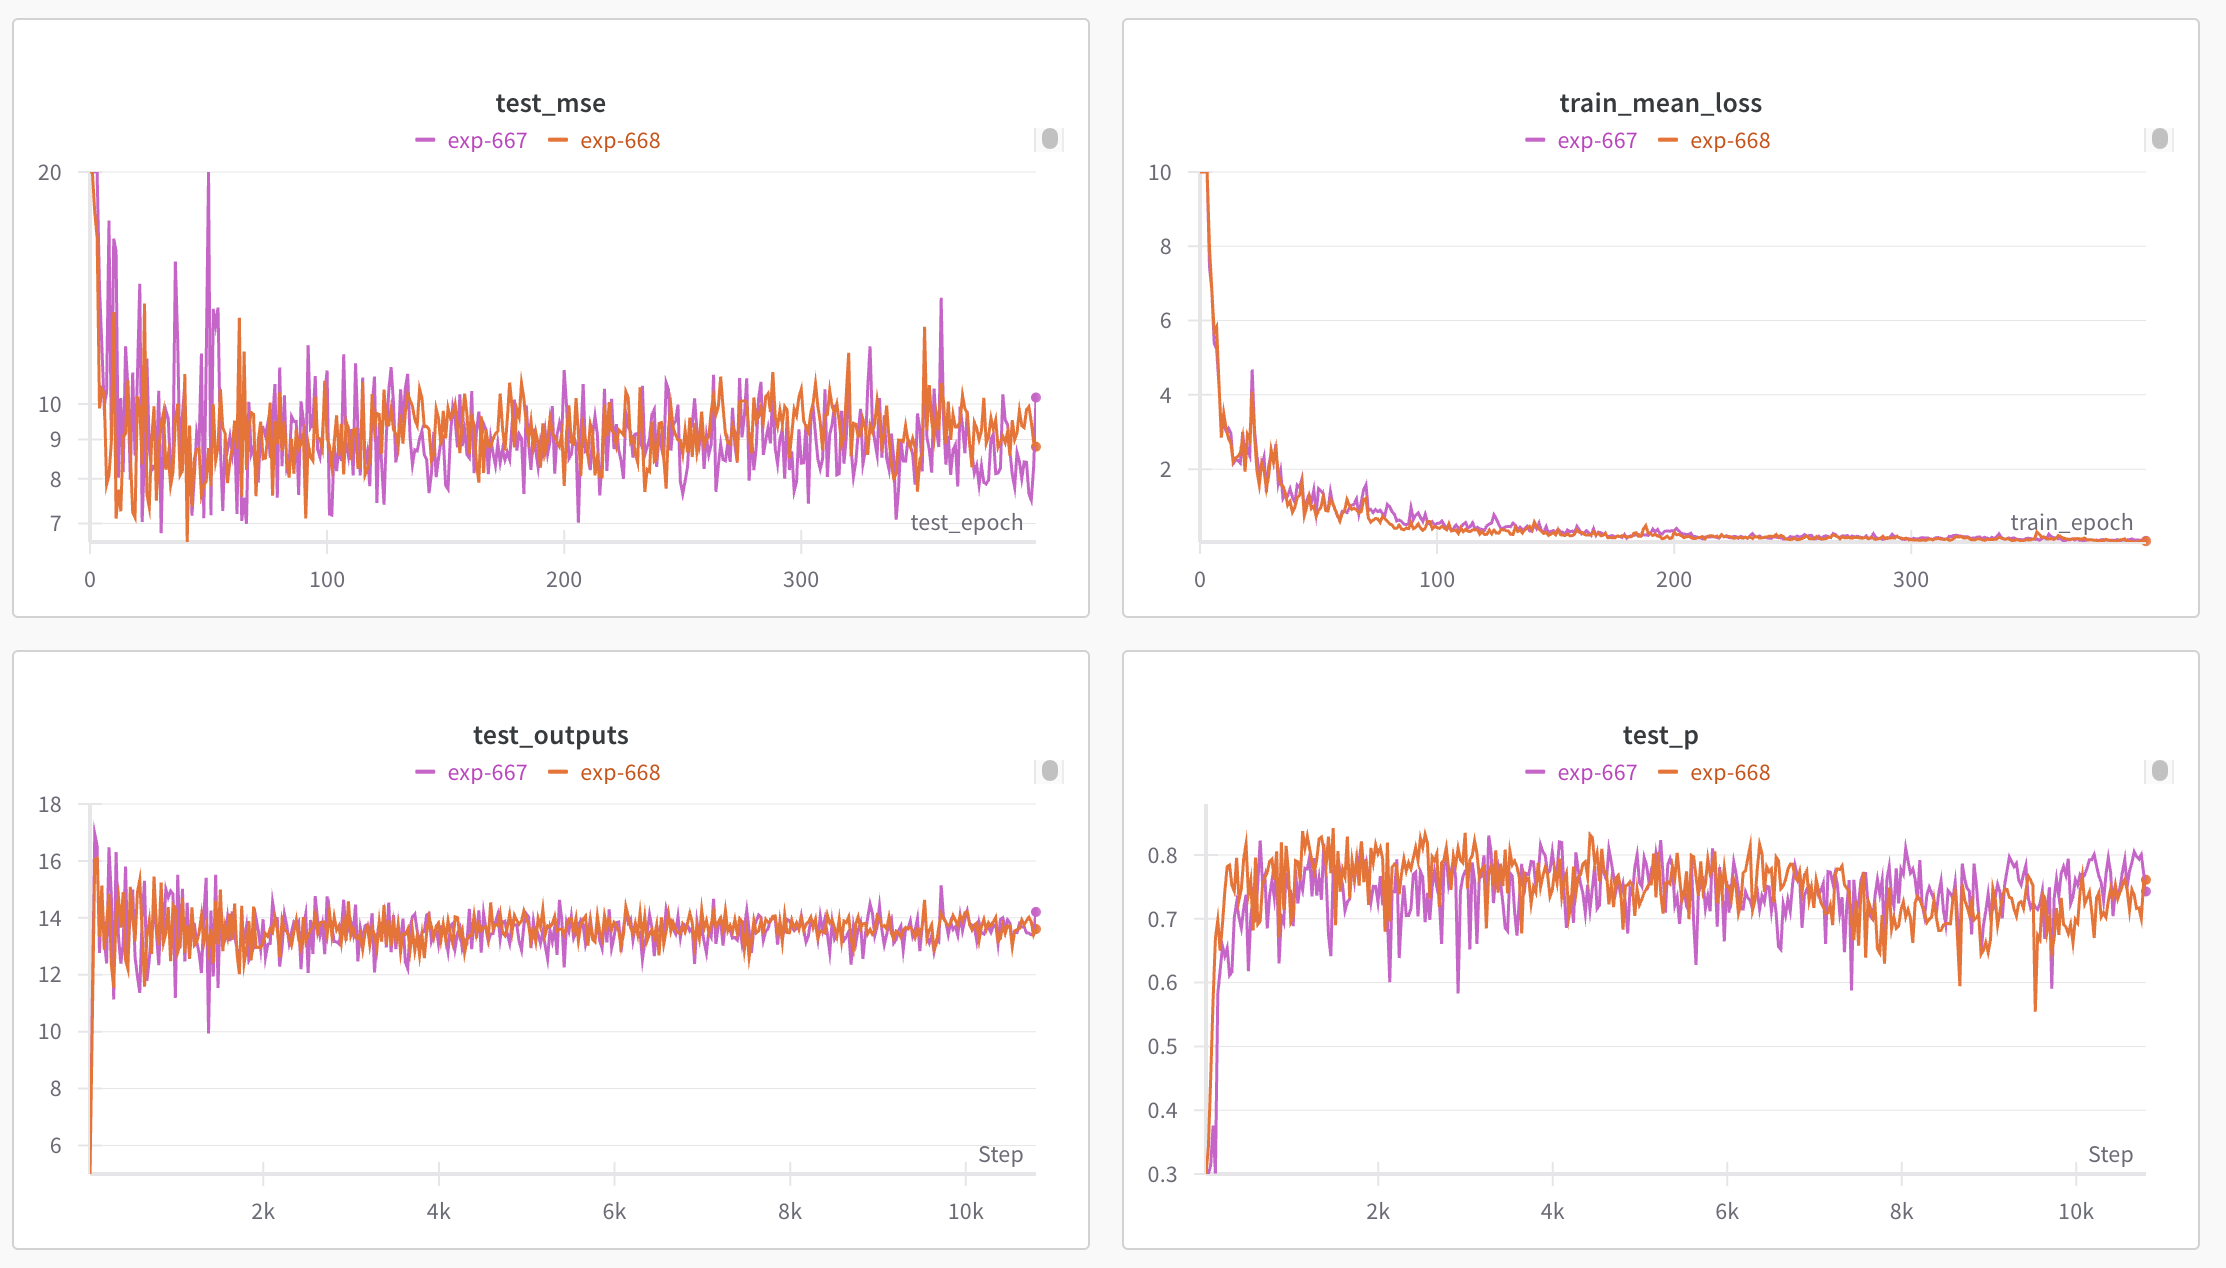 test_mse
exp-667 exp-668
20
10
9
8
7
test_epoch
0 100 200 300
train_mean_loss
exp-667 exp-668
10
8
6
4
2
train_epoch
0 100 200 300
test_outputs
exp-667 exp-668
18
16
14
12
10
8
6
Step
2k 4k 6k 8k 10k
test_p
exp-667 exp-668
0.8
0.7
0.6
0.5
0.4
0.3
Step
2k 4k 6k 8k 10k